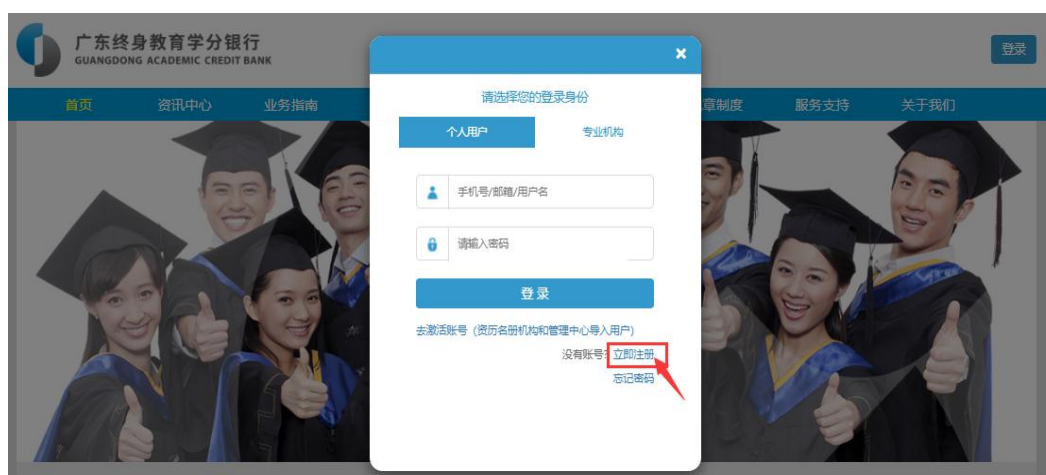 广东终身教育学分银行
GUANGDONG ACADEMIC CREDIT BANK
登录
首页 资讯中心 业务指南 章制度 服务支持 关于我们
请选择您的登录身份
个人用户 专业机构
手机号/邮箱/用户名
请输入密码
登 录
去激活账号（资历名册机构和管理中心导入用户）
没有账号? 立即注册
忘记密码